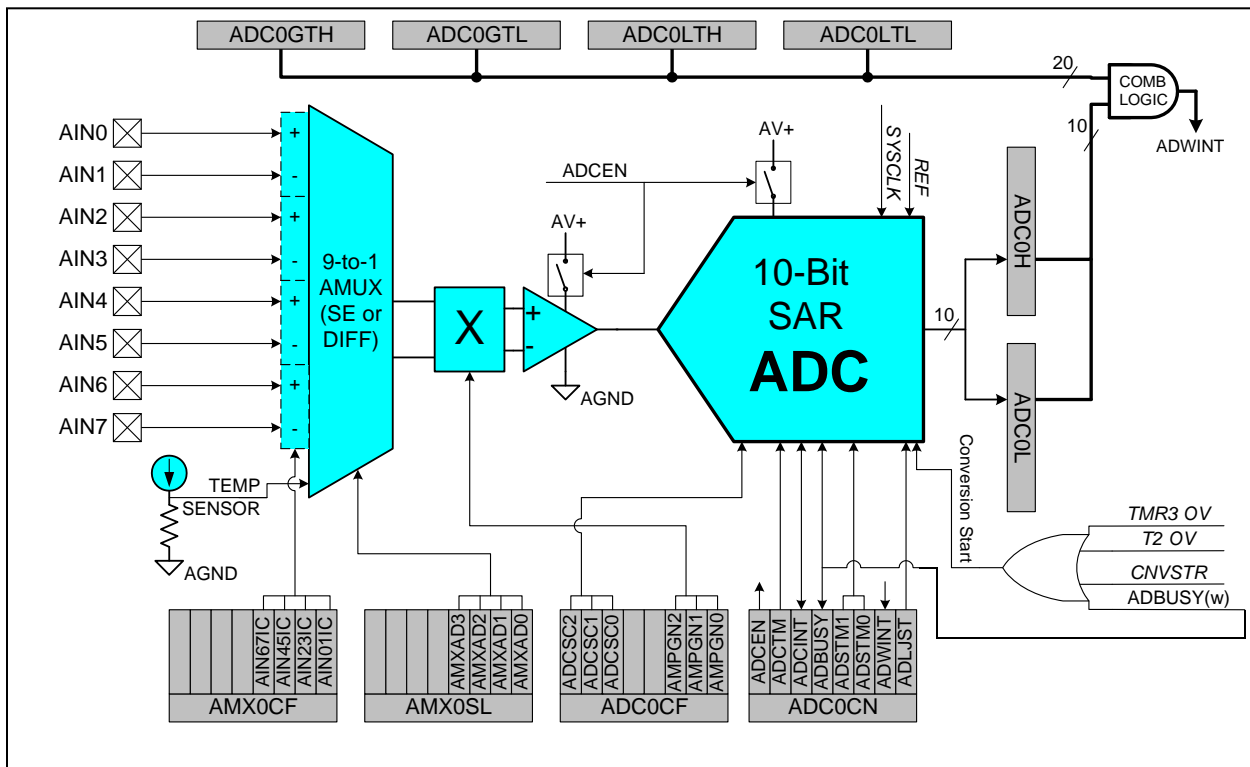 ADC0GTH
ADC0GTL
ADC0LTH
ADC0LTL
20
COMB
LOGIC
10
ADWINT
AIN0
+
AIN1
-
AIN2
+
AIN3
-
AIN4
+
AIN5
-
AIN6
+
AIN7
-
9-to-1
AMUX
(SE or
DIFF)
TEMP
SENSOR
AGND
X
+
-
AV+
AGND
ADCEN
AV+
SYSCLK
REF
10-Bit
SAR
ADC
10
ADC0H
ADC0L
Conversion Start
TMR3 OV
T2 OV
CNVSTR
ADBUSY(w)
AIN67IC
AIN45IC
AIN23IC
AIN01IC
AMX0CF
AMXAD3
AMXAD2
AMXAD1
AMXAD0
AMX0SL
ADCSC2
ADCSC1
ADCSC0
AMPGN2
AMPGN1
AMPGN0
ADC0CF
ADCEN
ADCTM
ADCINT
ADBUSY
ADSTM1
ADSTM0
ADWINT
ADLJST
ADC0CN